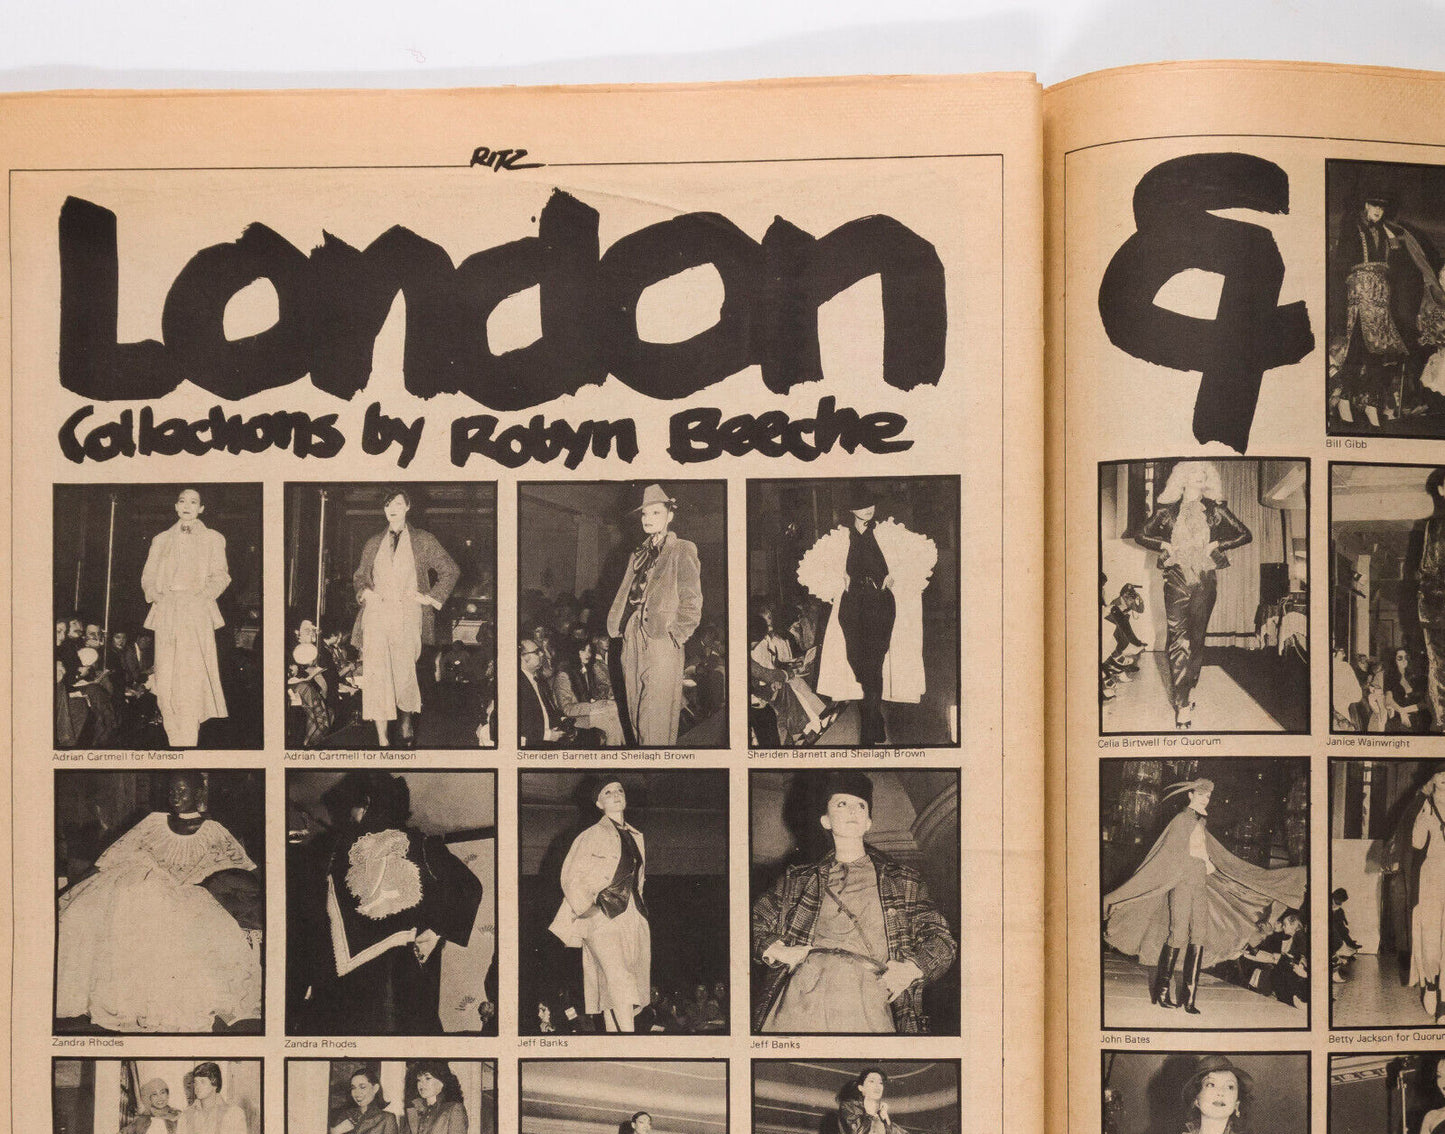 RITZ
London
Collections by Robyn Beeche
Adrian Cartmell for Manson
Adrian Cartmell for Manson
Sheriden Barnett and Sheilagh Brown
Sheriden Barnett and Sheilagh Brown
Zandra Rhodes
Zandra Rhodes
Jeff Banks
Jeff Banks
&
Bill Gibb
Celia Birtwell for Quorum
Janice Wainwright
John Bates
Betty Jackson for Quorum